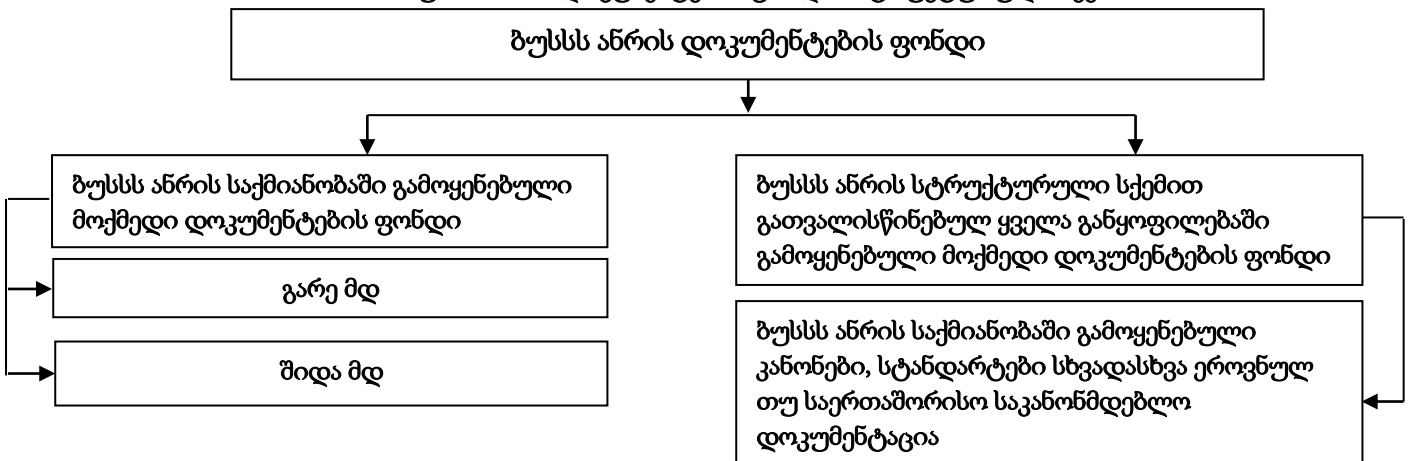 ბუსსს ანრის დოკუმენტების ფონდი
ბუსსს ანრის საქმიანობაში გამოყენებული
მოქმედი დოკუმენტების ფონდი
გარე მდ
შიდა მდ
ბუსსს ანრის სტრუქტურული სქემით
გათვალისწინებულ ყველა განყოფილებაში
გამოყენებული მოქმედი დოკუმენტების ფონდი
ბუსსს ანრის საქმიანობაში გამოყენებული
კანონები, სტანდარტები სხვადასხვა ეროვნულ
თუ საერთაშორისო საკანონმდებლო
დოკუმენტაცია